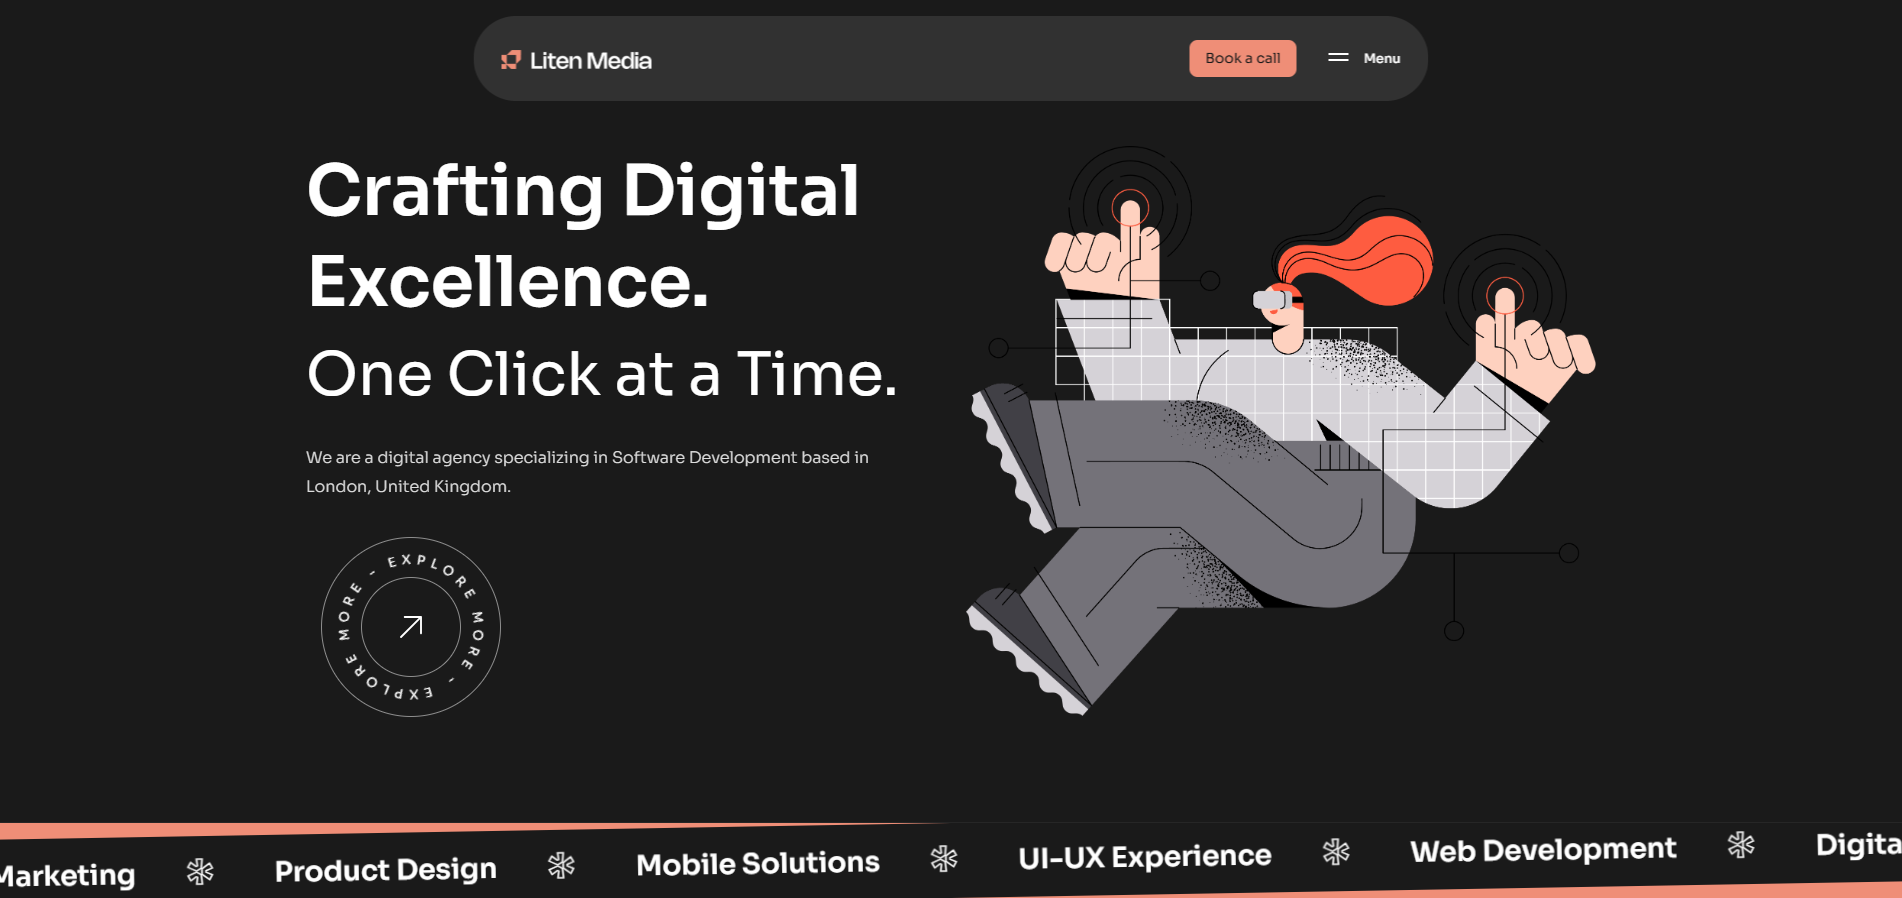 Liten Media
Book a call
Menu
Crafting Digital
Excellence.
One Click at a Time.
We are a digital agency specializing in Software Development based in
London, United Kingdom.
EXPLORE MORE - EXPLORE MORE -
Marketing
Product Design
Mobile Solutions
UI-UX Experience
Web Development
Digita